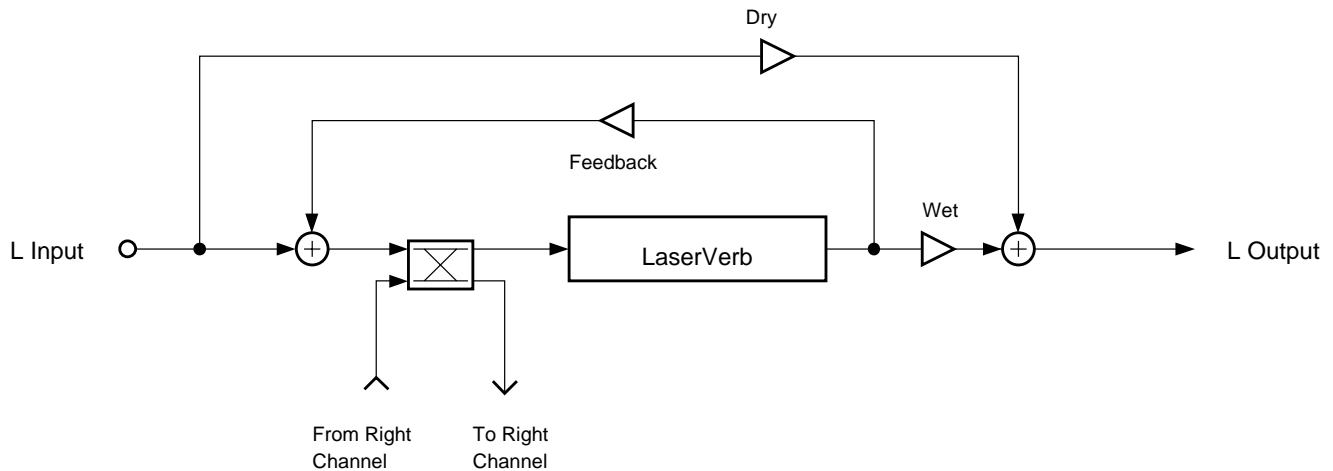 Dry
Feedback
Wet
L Input
LaserVerb
L Output
From Right
Channel
To Right
Channel